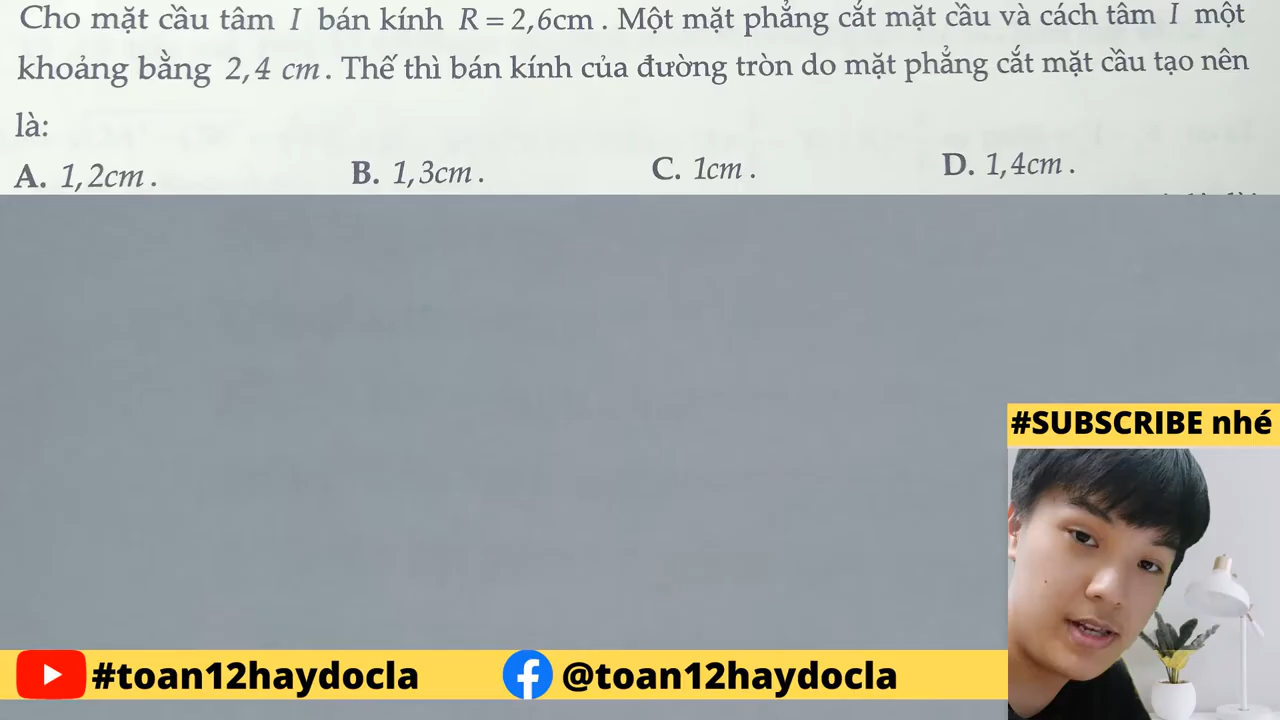 Cho mặt cầu tâm I bán kính R = 2,6cm. Một mặt phẳng cắt mặt cầu và cách tâm I một
khoảng bằng 2,4 cm. Thế thì bán kính của đường tròn do mặt phẳng cắt mặt cầu tạo nên
là:
A. 1,2cm. B. 1,3cm. C. 1cm. D. 1,4cm.
#SUBSCRIBE nhé
#toan12haydocla @toan12haydocla